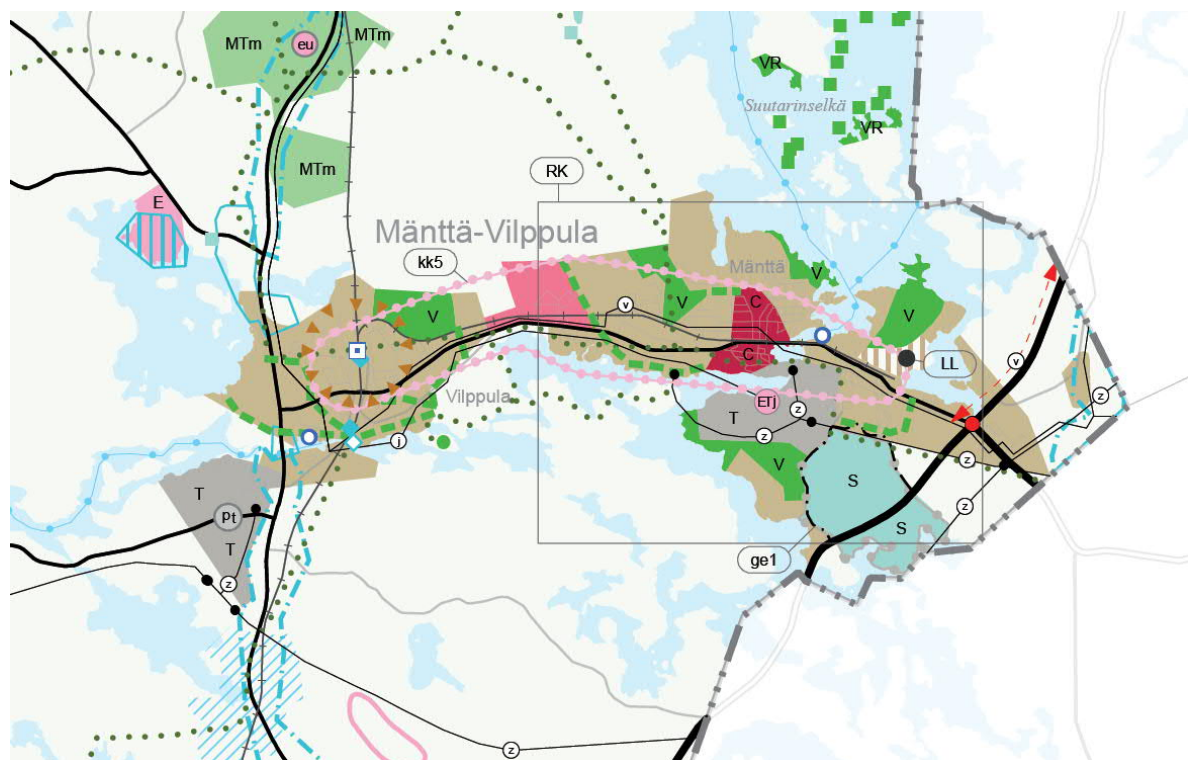 MTm
eu
MTm
VR
Suutarinselkä
VR
MTm
RK
E
Mänttä-Vilppula
kk5
Mänttä
V
V
v
V
C
V
C
LL
v
Vilppula
ETj
T
z
j
z
z
V
S
z
T
pt
S
T
ge1
z
z